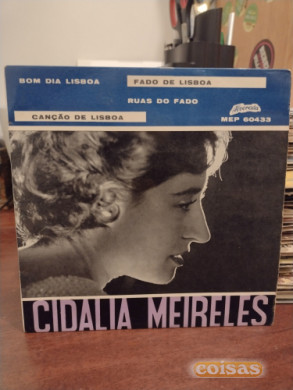 BOM DIA LISBOA
FADO DE LISBOA
RUAS DO FADO
CANÇÃO DE LISBOA
Alvorada
MEP 60433
CIDALIA MEIRELES
coisas